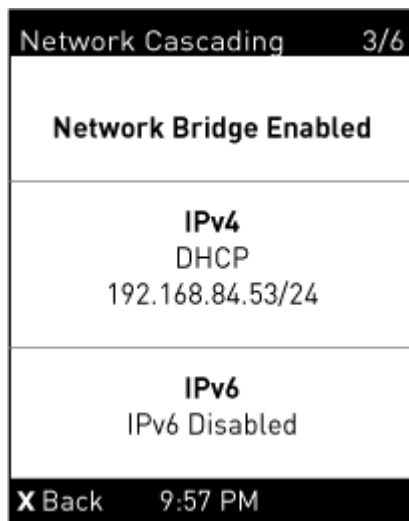 Network Cascading 3/6
Network Bridge Enabled
IPv4
DHCP
192.168.84.53/24
IPv6
IPv6 Disabled
X Back 9:57 PM